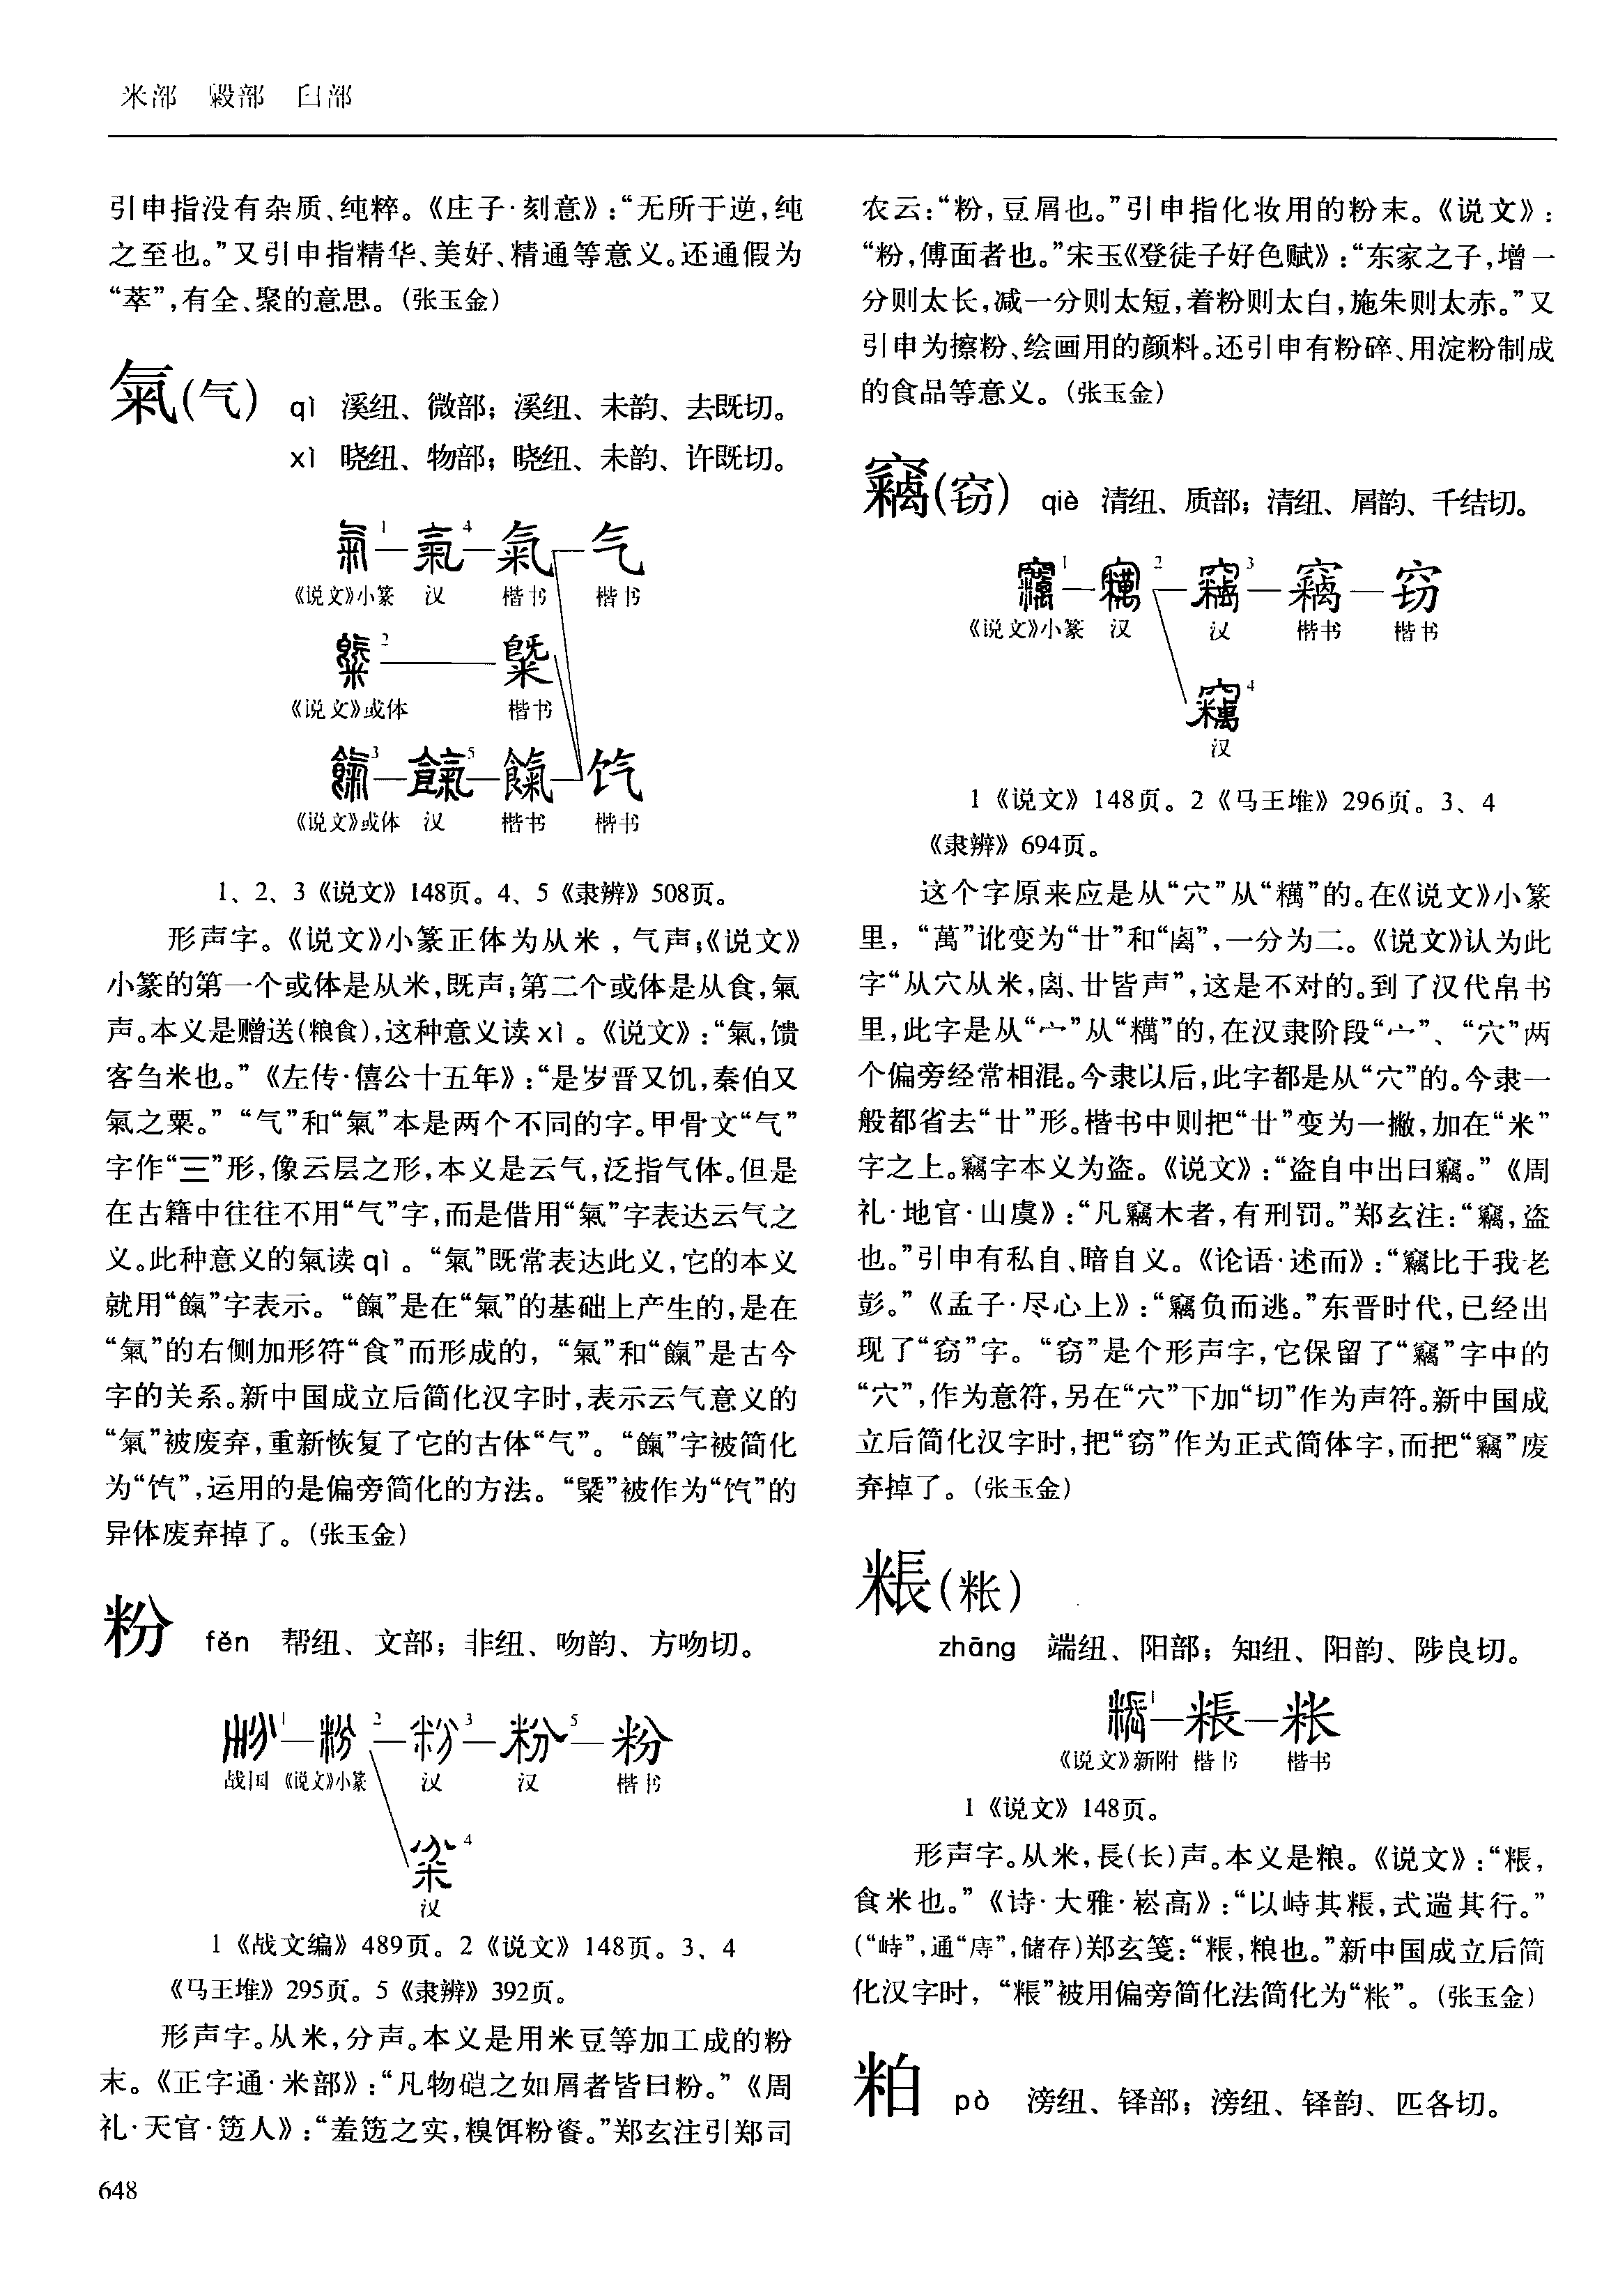 米部 毇部 臼部
引申指没有杂质、纯粹。《庄子·刻意》:“无所于逆,纯
之至也。”又引申指精华、美好、精通等意义。还通假为
“萃”,有全、聚的意思。(张玉金)
氣(气) qì 溪纽、微部；溪纽、未韵、去既切。
xì 晓纽、物部；晓纽、未韵、许既切。
氣1—氣4—氣—气
《说文》小篆 汉 楷书 楷书
䊠2—䊠
《说文》或体 楷书
餼3—餼5—餼—饩
《说文》或体 汉 楷书 楷书
1、2、3《说文》148页。4、5《隶辨》508页。
形声字。《说文》小篆正体为从米,气声;《说文》
小篆的第一个或体是从米,既声;第二个或体是从食,氣
声。本义是赠送(粮食),这种意义读xì。《说文》:“氣,馈
客刍米也。”《左传·僖公十五年》:“是岁晋又饥,秦伯又
氣之粟。”“气”和“氣”本是两个不同的字。甲骨文“气”
字作“三”形,像云层之形,本义是云气,泛指气体。但是
在古籍中往往不用“气”字,而是借用“氣”字表达云气之
义。此种意义的氣读qì。“氣”既常表达此义,它的本义
就用“餼”字表示。“餼”是在“氣”的基础上产生的,是在
“氣”的右侧加形符“食”而形成的,“氣”和“餼”是古今
字的关系。新中国成立后简化汉字时,表示云气意义的
“氣”被废弃,重新恢复了它的古体“气”。“餼”字被简化
为“饩”,运用的是偏旁简化的方法。“䊠”被作为“饩”的
异体废弃掉了。(张玉金)
粉 fěn 帮纽、文部；非纽、吻韵、方吻切。
粉1—粉2—粉3—粉5—粉
战国 《说文》小篆 汉 汉 楷书
粉4
汉
1《战文编》489页。2《说文》148页。3、4
《马王堆》295页。5《隶辨》392页。
形声字。从米,分声。本义是用米豆等加工成的粉
末。《正字通·米部》:“凡物硙之如屑者皆曰粉。”《周
礼·天官·笾人》:“羞笾之实,糗饵粉餈。”郑玄注引郑司
648
农云:“粉,豆屑也。”引申指化妆用的粉末。《说文》:
“粉,傅面者也。”宋玉《登徒子好色赋》:“东家之子,增一
分则太长,减一分则太短,着粉则太白,施朱则太赤。”又
引申为擦粉、绘画用的颜料。还引申有粉碎、用淀粉制成
的食品等意义。(张玉金)
竊(窃) qiè 清纽、质部；清纽、屑韵、千结切。
竊1—竊2—竊3—竊—窃
《说文》小篆 汉 汉 楷书 楷书
竊4
汉
1《说文》148页。2《马王堆》296页。3、4
《隶辨》694页。
这个字原来应是从“穴”从“糲”的。在《说文》小篆
里,“萬”讹变为“廿”和“离”,一分为二。《说文》认为此
字“从穴从米,禼、廿皆声”,这是不对的。到了汉代帛书
里,此字是从“宀”从“糲”的,在汉隶阶段“宀”、“穴”两
个偏旁经常相混。今隶以后,此字都是从“穴”的。今隶一
般都省去“廿”形。楷书中则把“廿”变为一撇,加在“米”
字之上。竊字本义为盗。《说文》:“盗自中出曰竊。”《周
礼·地官·山虞》:“凡竊木者,有刑罚。”郑玄注:“竊,盗
也。”引申有私自、暗自义。《论语·述而》:“竊比于我老
彭。”《孟子·尽心上》:“竊负而逃。”东晋时代,已经出
现了“窃”字。“窃”是个形声字,它保留了“竊”字中的
“穴”,作为意符,另在“穴”下加“切”作为声符。新中国成
立后简化汉字时,把“窃”作为正式简体字,而把“竊”废
弃掉了。(张玉金)
粻(粀)
zhāng 端纽、阳部；知纽、阳韵、陟良切。
粻1—粻—粀
《说文》新附 楷书 楷书
1《说文》148页。
形声字。从米,長(长)声。本义是粮。《说文》:“粻,
食米也。”《诗·大雅·崧高》:“以峙其粻,式遄其行。”
(“峙”,通“庤”,储存)郑玄笺:“粻,粮也。”新中国成立后简
化汉字时,“粻”被用偏旁简化法简化为“粀”。(张玉金)
粕 pò 滂纽、铎部；滂纽、铎韵、匹各切。